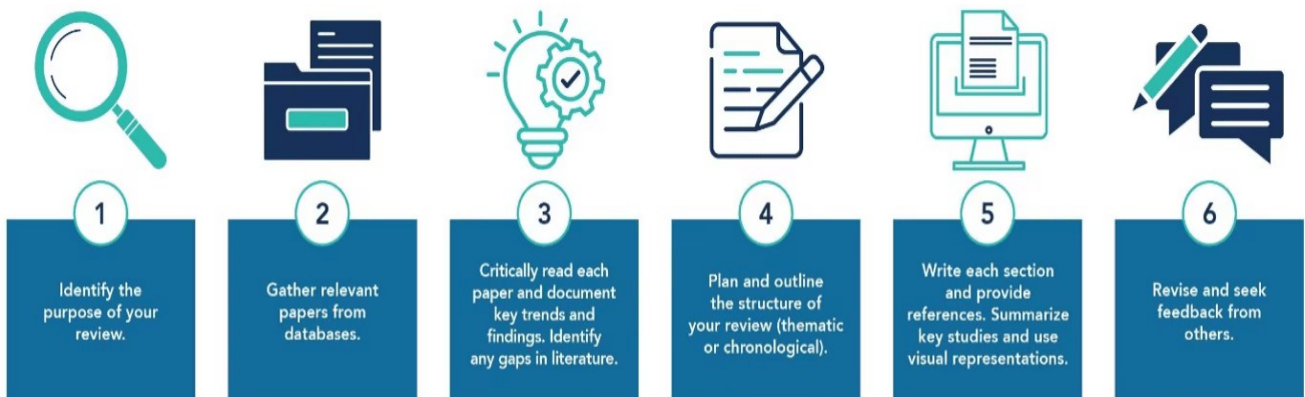 1
Identify the
purpose of your
review.
2
Gather relevant
papers from
databases.
3
Critically read each
paper and document
key trends and
findings. Identify
any gaps in literature.
4
Plan and outline
the structure of
your review (thematic
or chronological).
5
Write each section
and provide
references. Summarize
key studies and use
visual representations.
6
Revise and seek
feedback from
others.